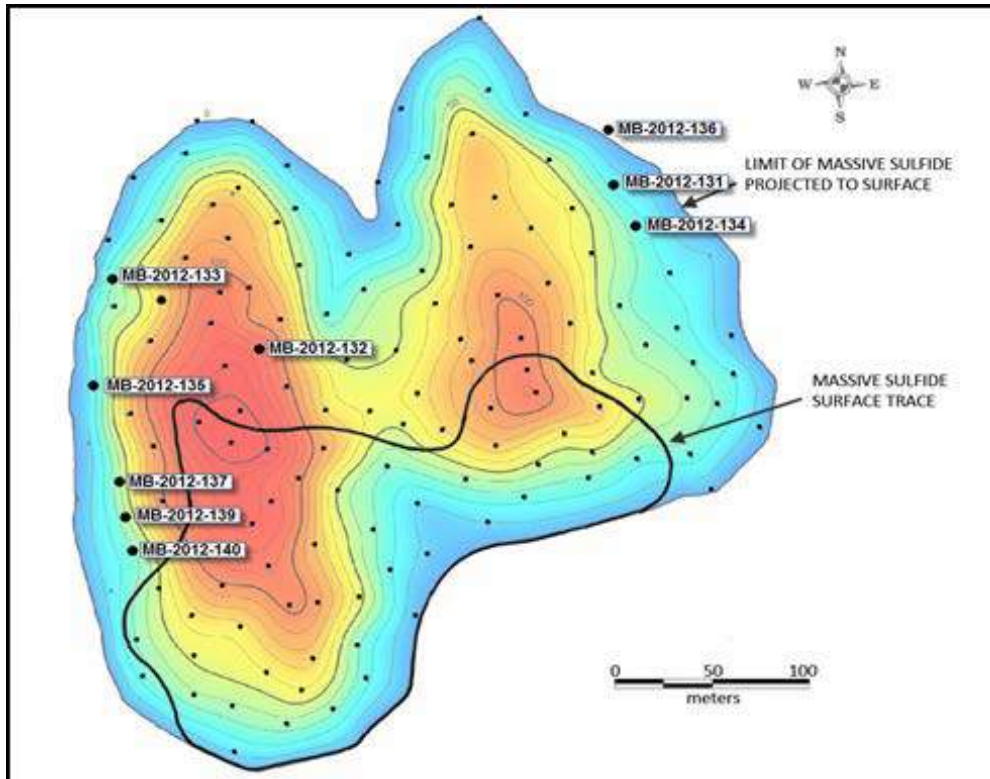 N
W E
S
MB-2012-136
LIMIT OF MASSIVE SULFIDE
PROJECTED TO SURFACE
MB-2012-131
MB-2012-134
MB-2012-133
MB-2012-132
MB-2012-135
MASSIVE SULFIDE
SURFACE TRACE
MB-2012-137
MB-2012-139
MB-2012-140
0 50 100
meters